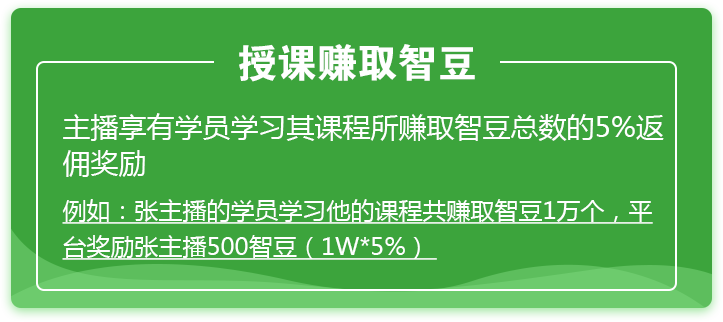 授课赚取智豆
主播享有学员学习其课程所赚取智豆总数的5%返
佣奖励
例如：张主播的学员学习他的课程共赚取智豆1万个，平
台奖励张主播500智豆（1W*5%）